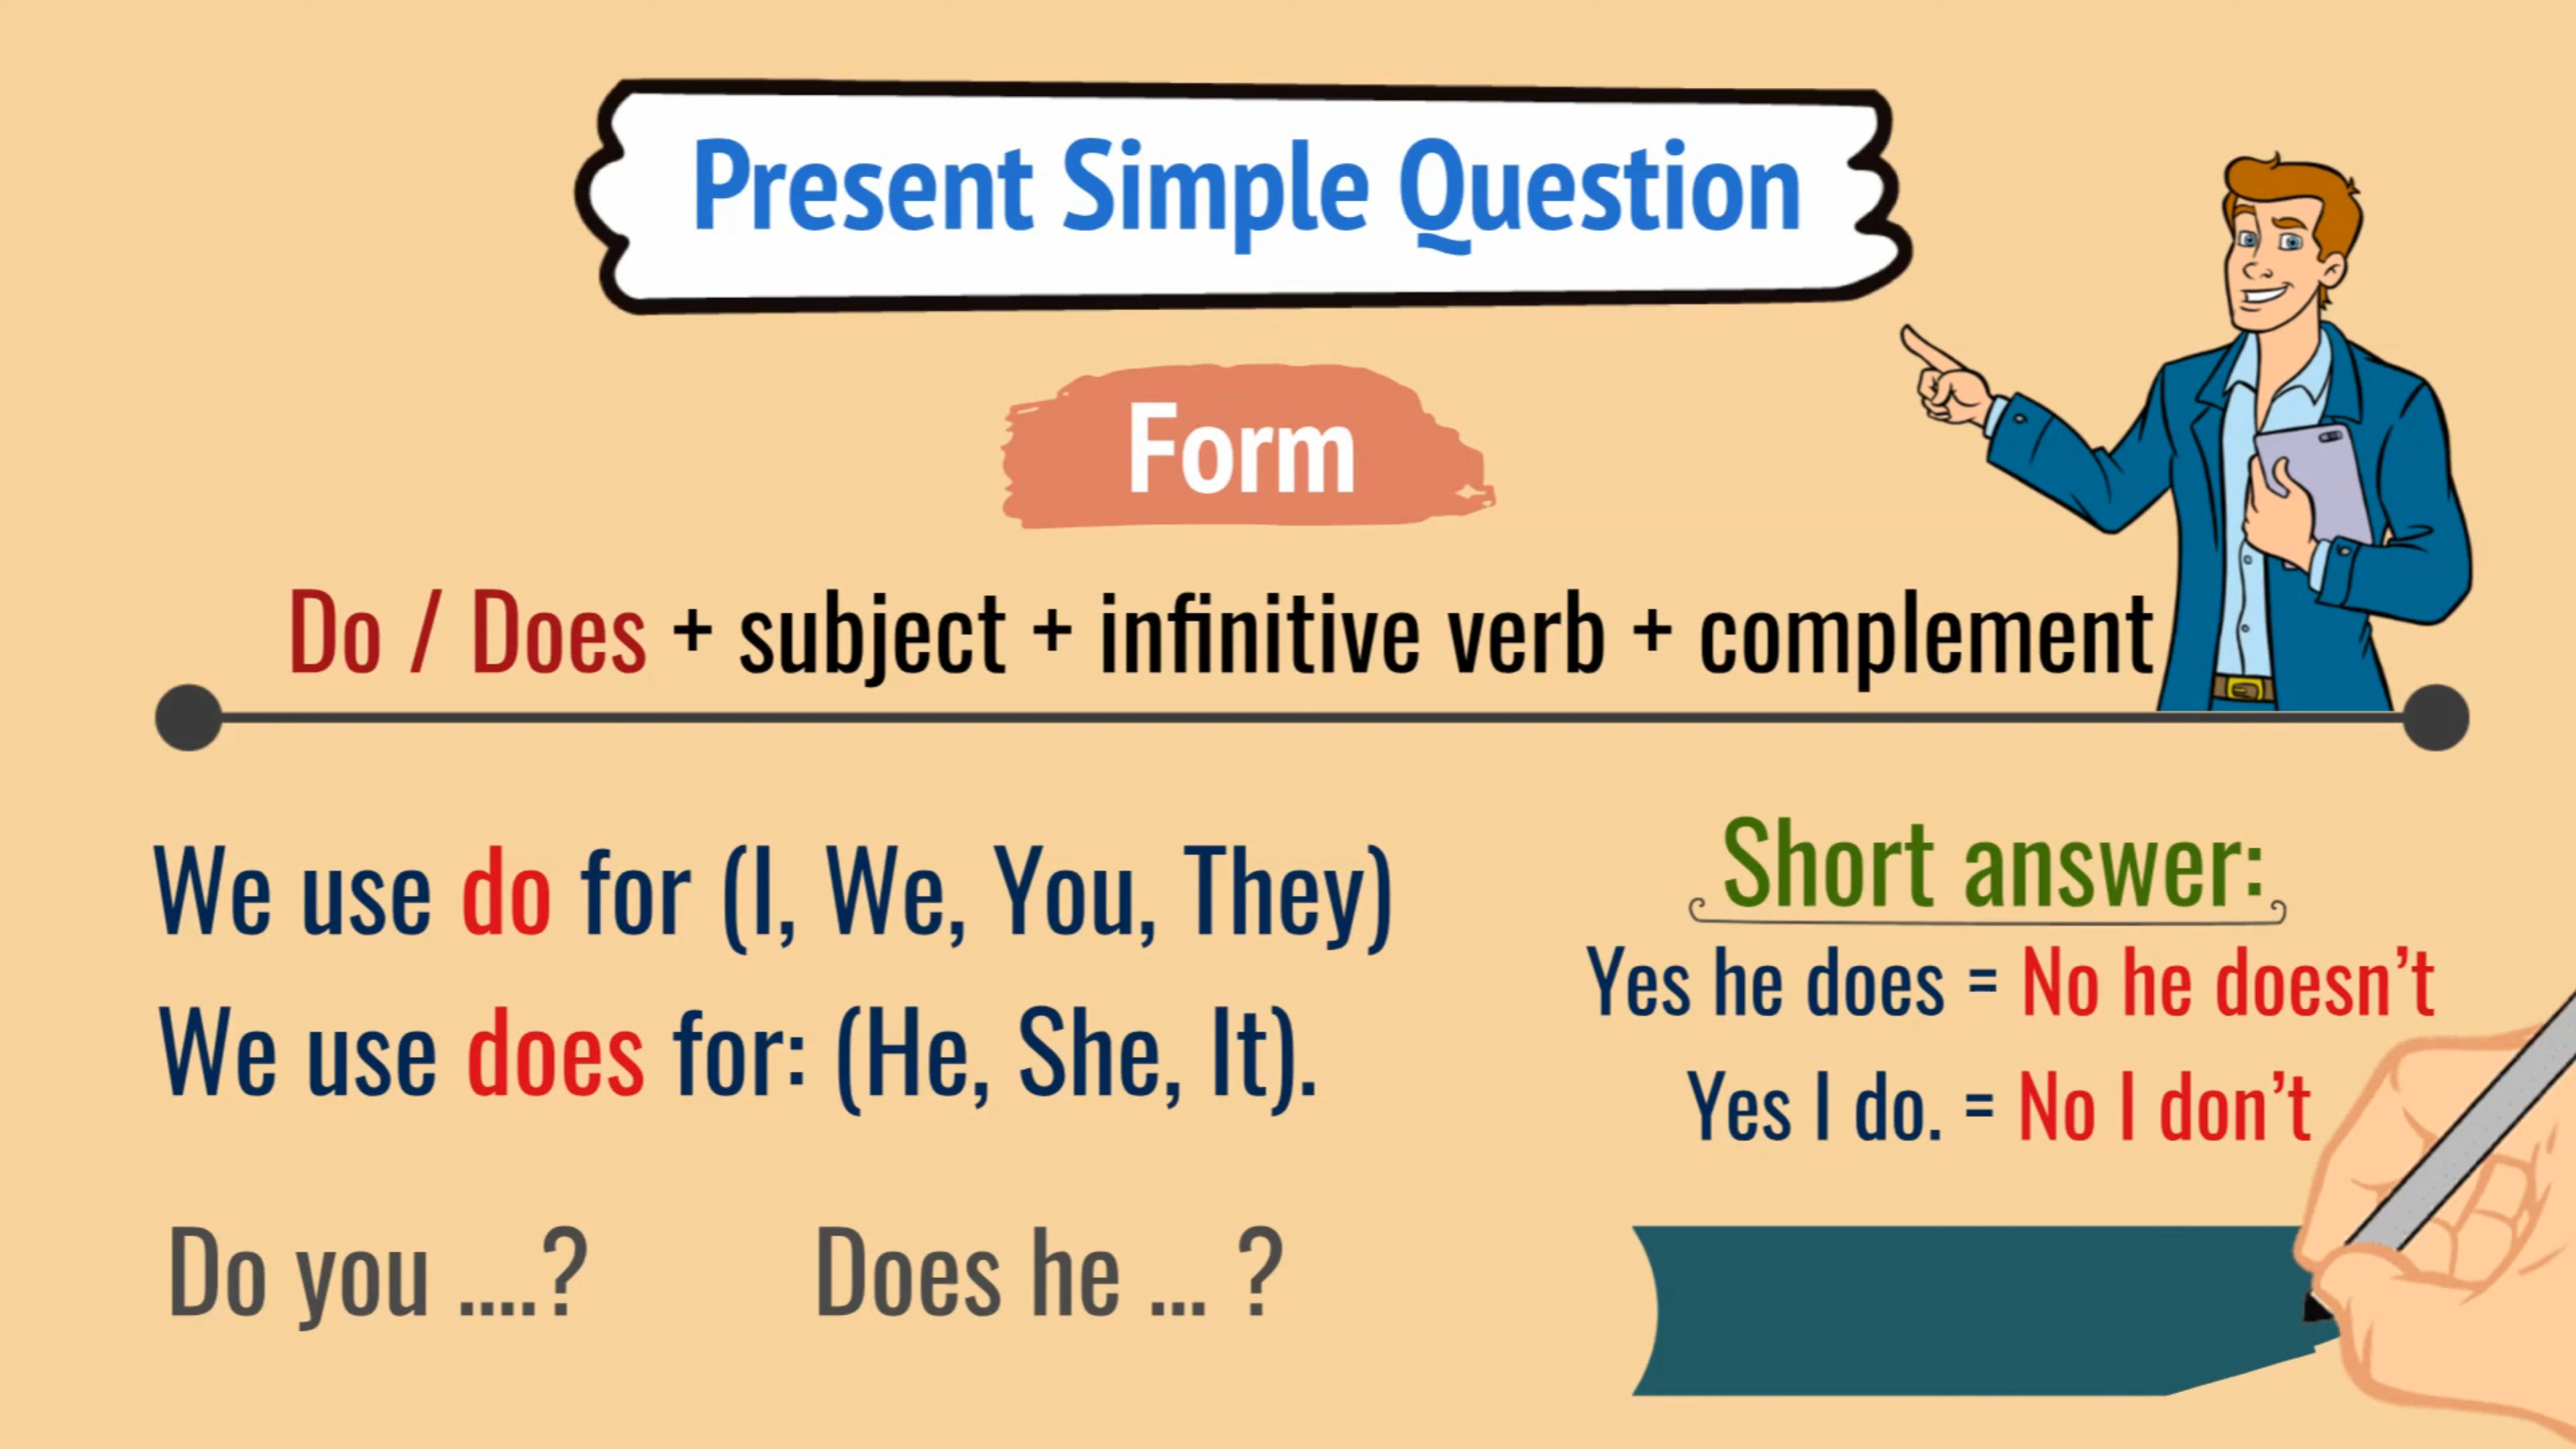 Present Simple Question
Form
Do / Does + subject + infinitive verb + complement
We use do for (I, We, You, They)
We use does for: (He, She, It).
Do you ....?
Does he ... ?
Short answer:
Yes he does = No he doesn't
Yes I do. = No I don't